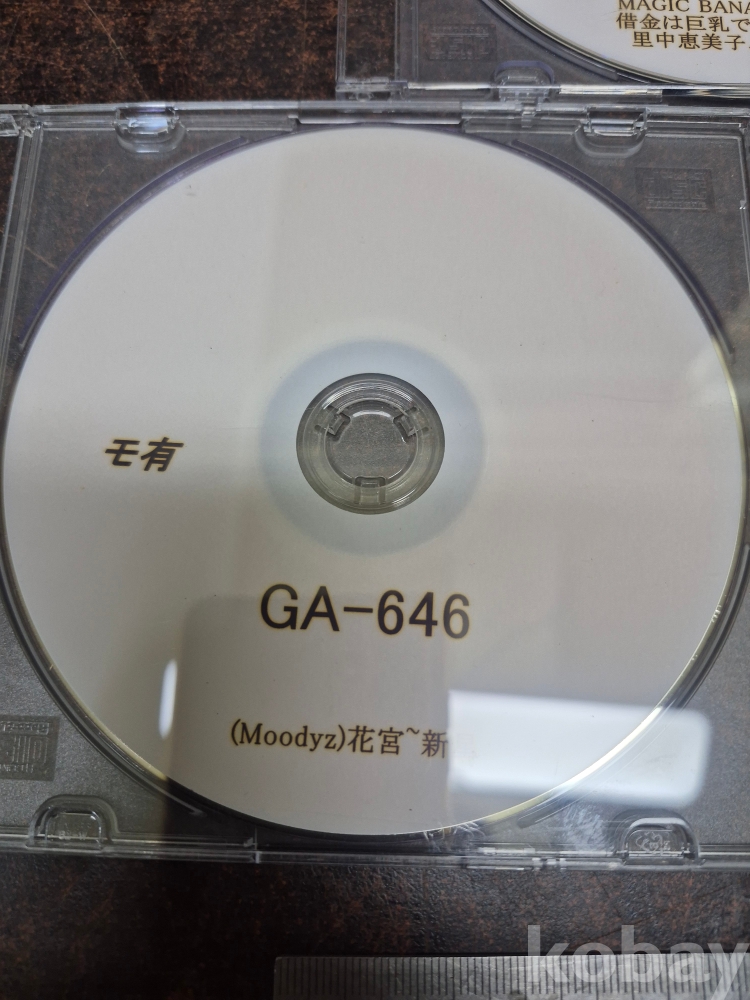 MAGIC BANA
借金は巨乳で
里中恵美子
モ有
GA-646
(Moodyz)花宮~新
kobay